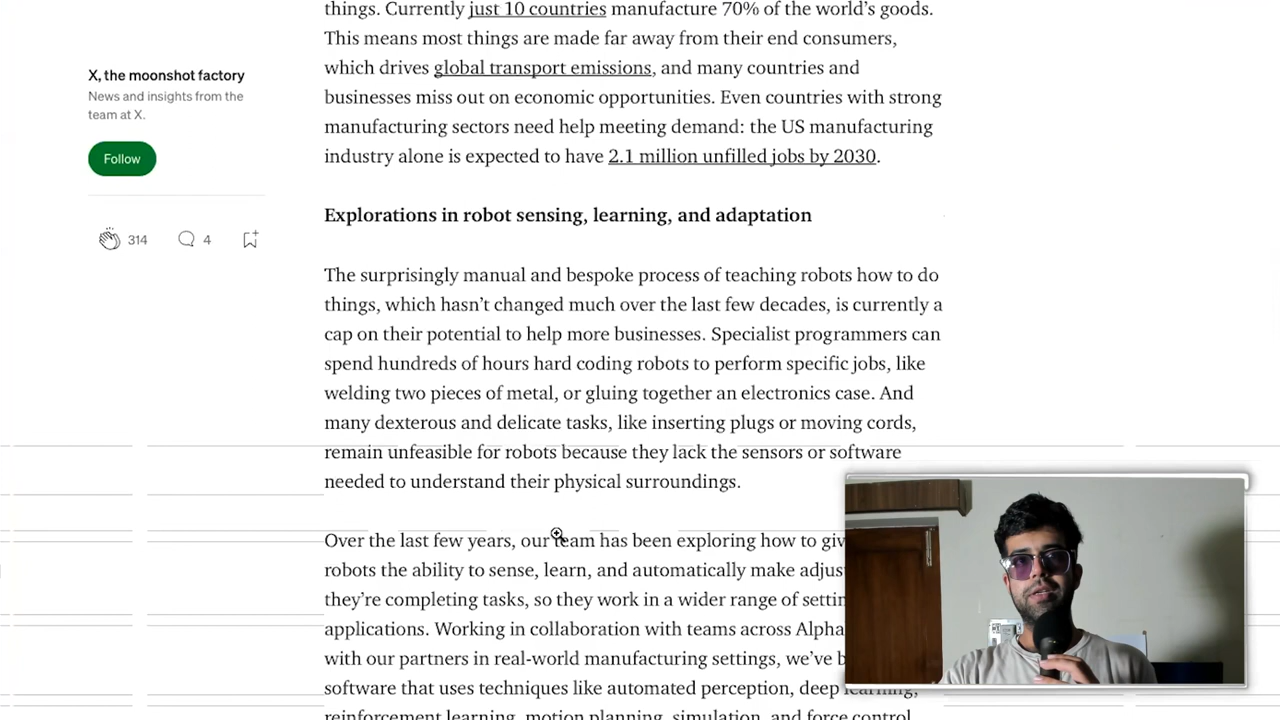 things. Currently just 10 countries manufacture 70% of the world's goods.
This means most things are made far away from their end consumers,
which drives global transport emissions, and many countries and
businesses miss out on economic opportunities. Even countries with strong
manufacturing sectors need help meeting demand: the US manufacturing
industry alone is expected to have 2.1 million unfilled jobs by 2030.
X, the moonshot factory
News and insights from the
team at X.
Follow
314
4
Explorations in robot sensing, learning, and adaptation
The surprisingly manual and bespoke process of teaching robots how to do
things, which hasn't changed much over the last few decades, is currently a
cap on their potential to help more businesses. Specialist programmers can
spend hundreds of hours hard coding robots to perform specific jobs, like
welding two pieces of metal, or gluing together an electronics case. And
many dexterous and delicate tasks, like inserting plugs or moving cords,
remain unfeasible for robots because they lack the sensors or software
needed to understand their physical surroundings.
Over the last few years, our team has been exploring how to giv
robots the ability to sense, learn, and automatically make adjus
they're completing tasks, so they work in a wider range of settin
applications. Working in collaboration with teams across Alpha
with our partners in real-world manufacturing settings, we've b
software that uses techniques like automated perception, deep learning,
reinforcement learning, motion planning, simulation, and force control